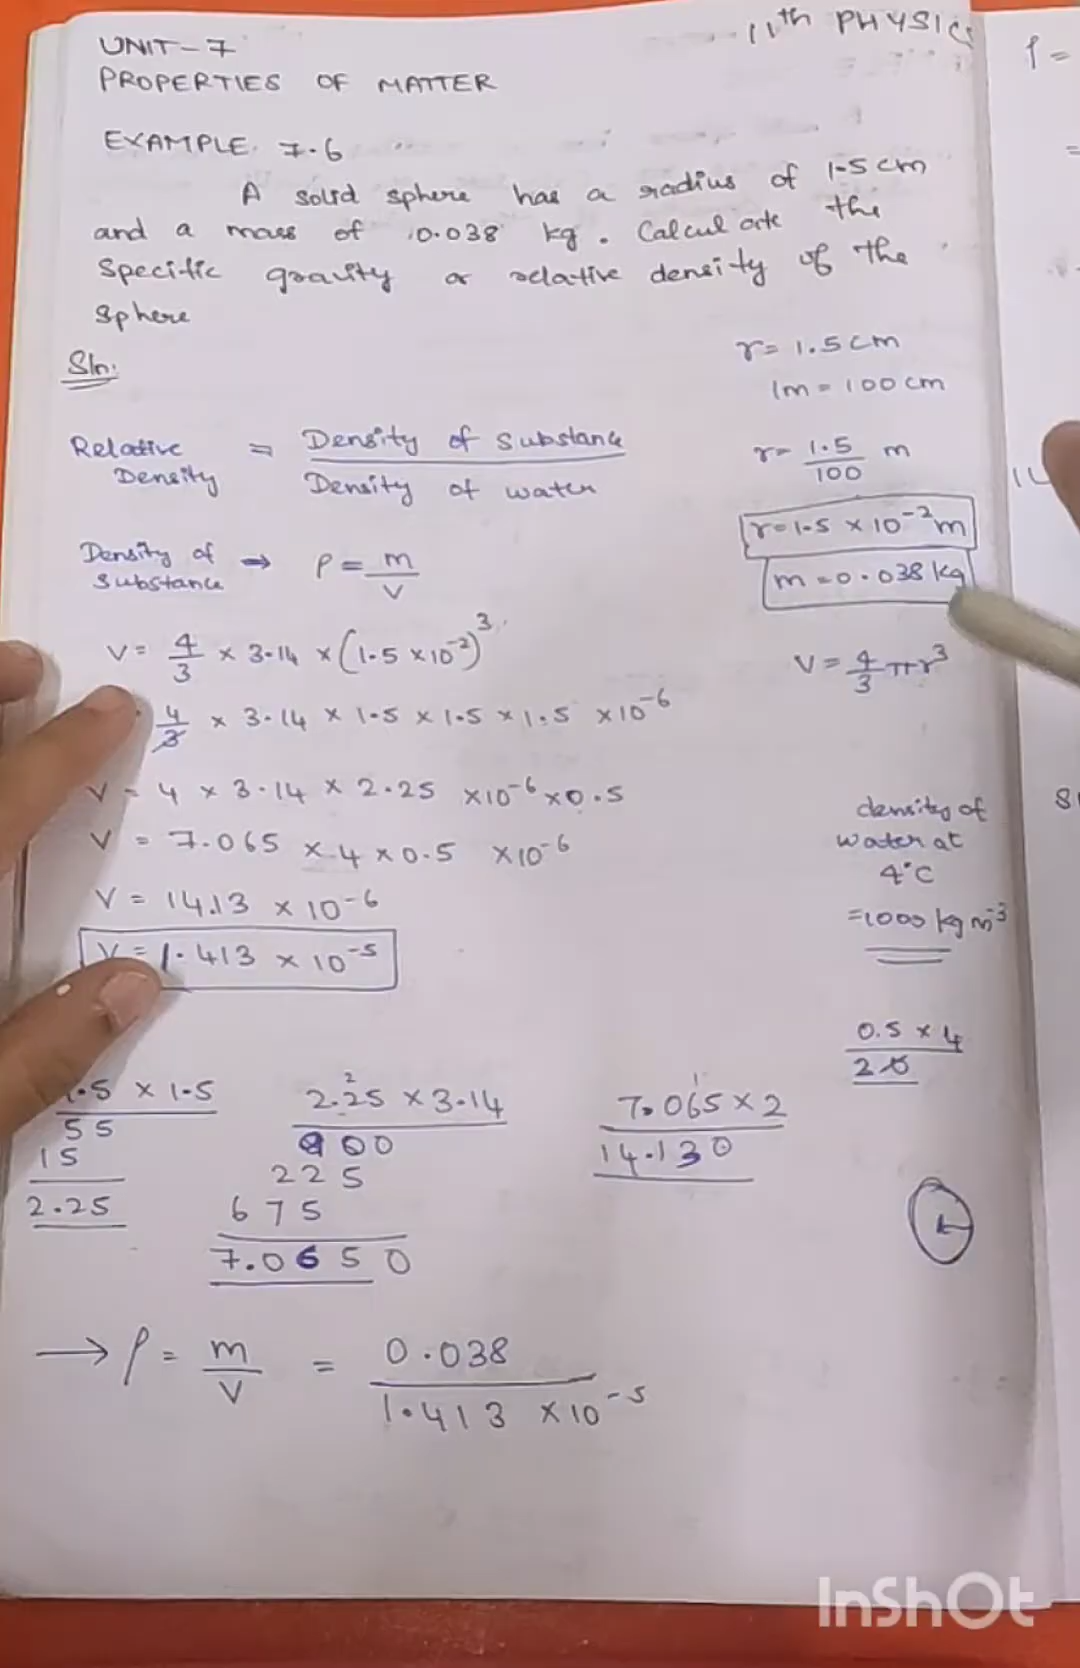 11th PHYSICS
UNIT-7
PROPERTIES OF MATTER
EXAMPLE. 7.6
A solid sphere has a radius of 1.5 cm
and a mass of 0.038 kg. Calculate the
Specific gravity or relative density of the
Sphere
Sln:
r = 1.5 cm
1m = 100 cm
r = 1.5/100 m
r = 1.5 × 10⁻² m
m = 0.038 kg
V = 4/3 πr³
Relative Density = Density of substance / Density of water
Density of substance → ρ = m/V
V = 4/3 × 3.14 × (1.5 × 10⁻²)³
4/3 × 3.14 × 1.5 × 1.5 × 1.5 × 10⁻⁶
V = 4 × 3.14 × 2.25 × 10⁻⁶ × 0.5
V = 7.065 × 4 × 0.5 × 10⁻⁶
V = 14.13 × 10⁻⁶
V = 1.413 × 10⁻⁵
density of
water at
4°C
= 1000 kg m⁻³
0.5 × 4
20
.5 × 1.5
55
15
2.25
2.25 × 3.14
900
225
675
7.0650
7.065 × 2
14.130
→ ρ = m/V = 0.038 / 1.413 × 10⁻⁵
ρ =
=
InShOt